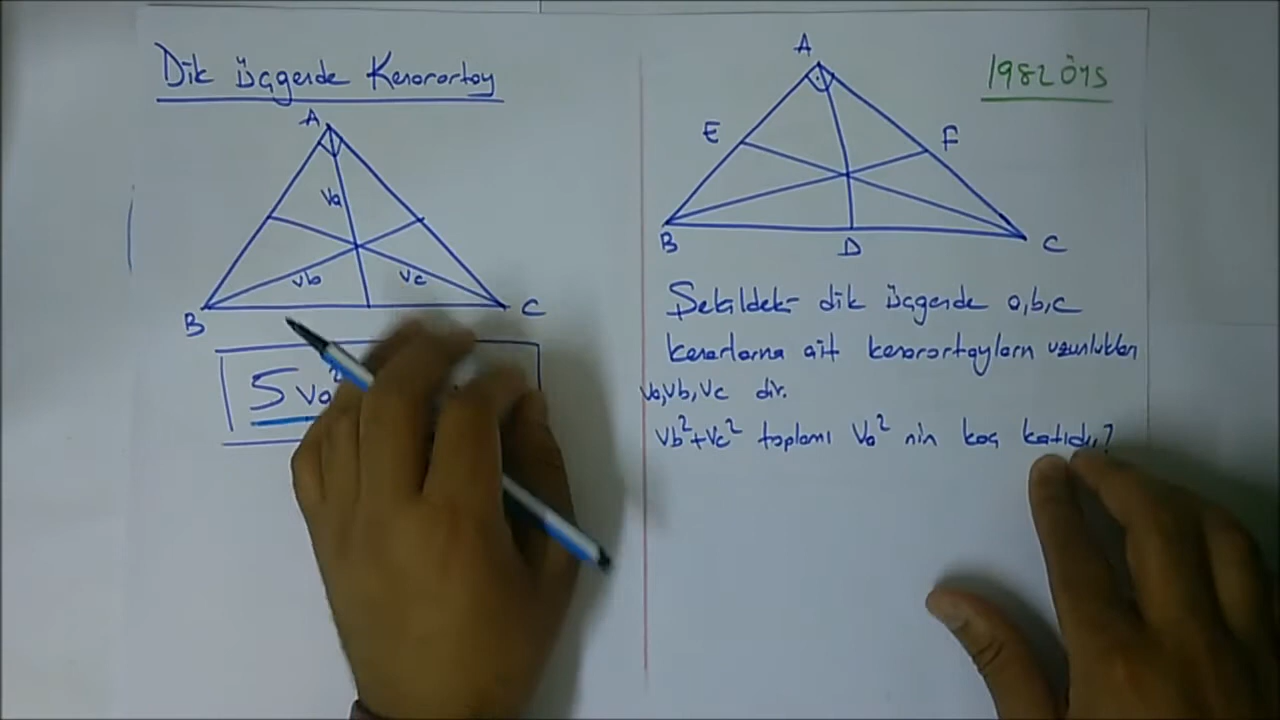 Dik üçgende Kenarortay
A
Va
Vb
Vc
B
C
5Va²
1982 ÖYS
A
E
F
B
D
C
Şekildeki dik üçgende a,b,c
kenarlarına ait kenarortayların uzunlukları
Va,Vb,Vc dir.
Vb²+Vc² toplamı Va² nin kaç katıdır?